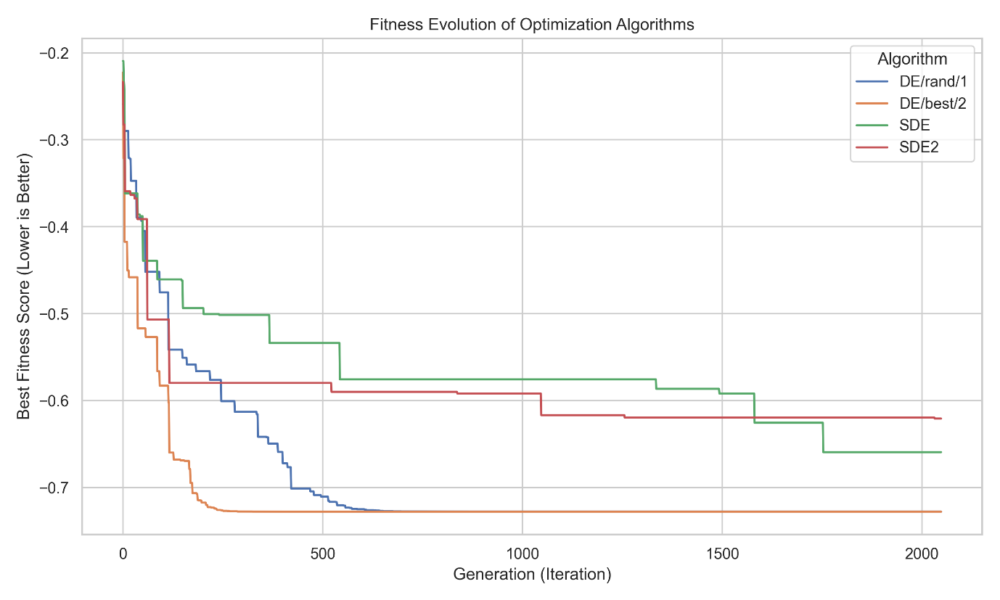 Fitness Evolution of Optimization Algorithms
Best Fitness Score (Lower is Better)
−0.2
−0.3
−0.4
−0.5
−0.6
−0.7
Algorithm
DE/rand/1
DE/best/2
SDE
SDE2
0
500
1000
1500
2000
Generation (Iteration)